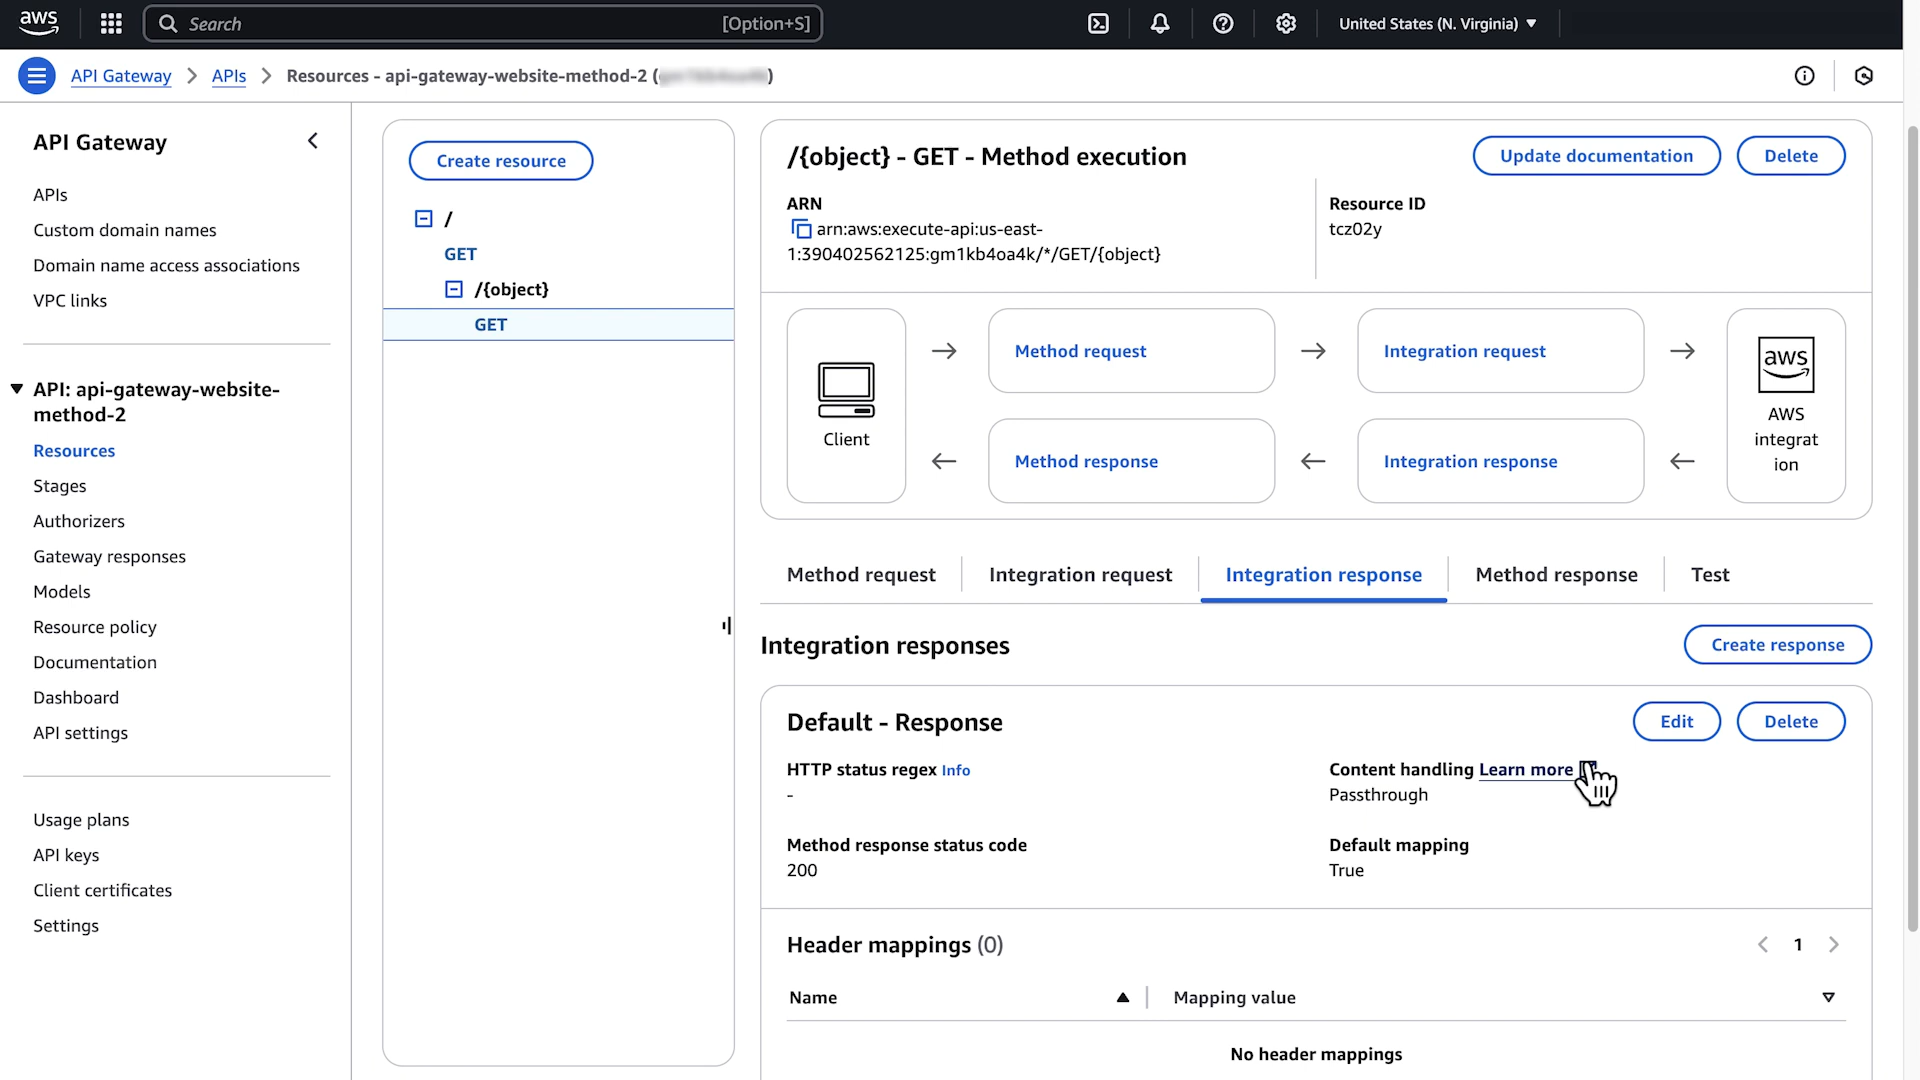 aws
Search
[Option+S]
United States (N. Virginia)
API Gateway
APIs
Resources - api-gateway-website-method-2 (
)
API Gateway
APIs
Custom domain names
Domain name access associations
VPC links
API: api-gateway-website-
method-2
Resources
Stages
Authorizers
Gateway responses
Models
Resource policy
Documentation
Dashboard
API settings
Usage plans
API keys
Client certificates
Settings
Create resource
/
GET
/{object}
GET
/{object} - GET - Method execution
Update documentation
Delete
ARN
arn:aws:execute-api:us-east-
1:390402562125:gm1kb4oa4k/*/GET/{object}
Resource ID
tcz02y
Client
Method request
Integration request
Method response
Integration response
aws
AWS
integrat
ion
Method request
Integration request
Integration response
Method response
Test
Integration responses
Create response
Default - Response
Edit
Delete
HTTP status regex Info
-
Content handling Learn more
Passthrough
Method response status code
200
Default mapping
True
Header mappings (0)
1
Name
Mapping value
No header mappings